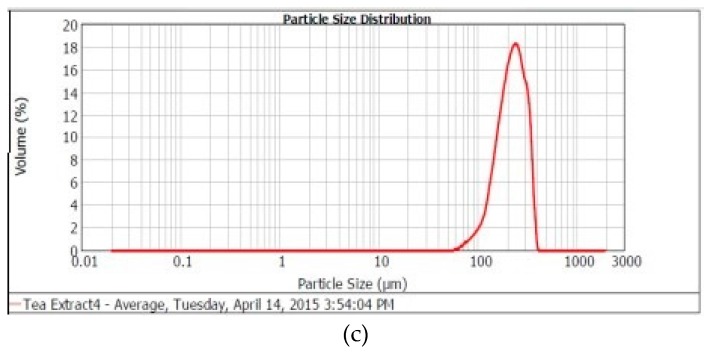 Particle Size Distribution
20
18
16
14
12
10
8
6
4
2
0
Volume (%)
0.01 0.1 1 10 100 1000 3000
Particle Size (µm)
Tea Extract4 - Average, Tuesday, April 14, 2015 3:54:04 PM
(c)